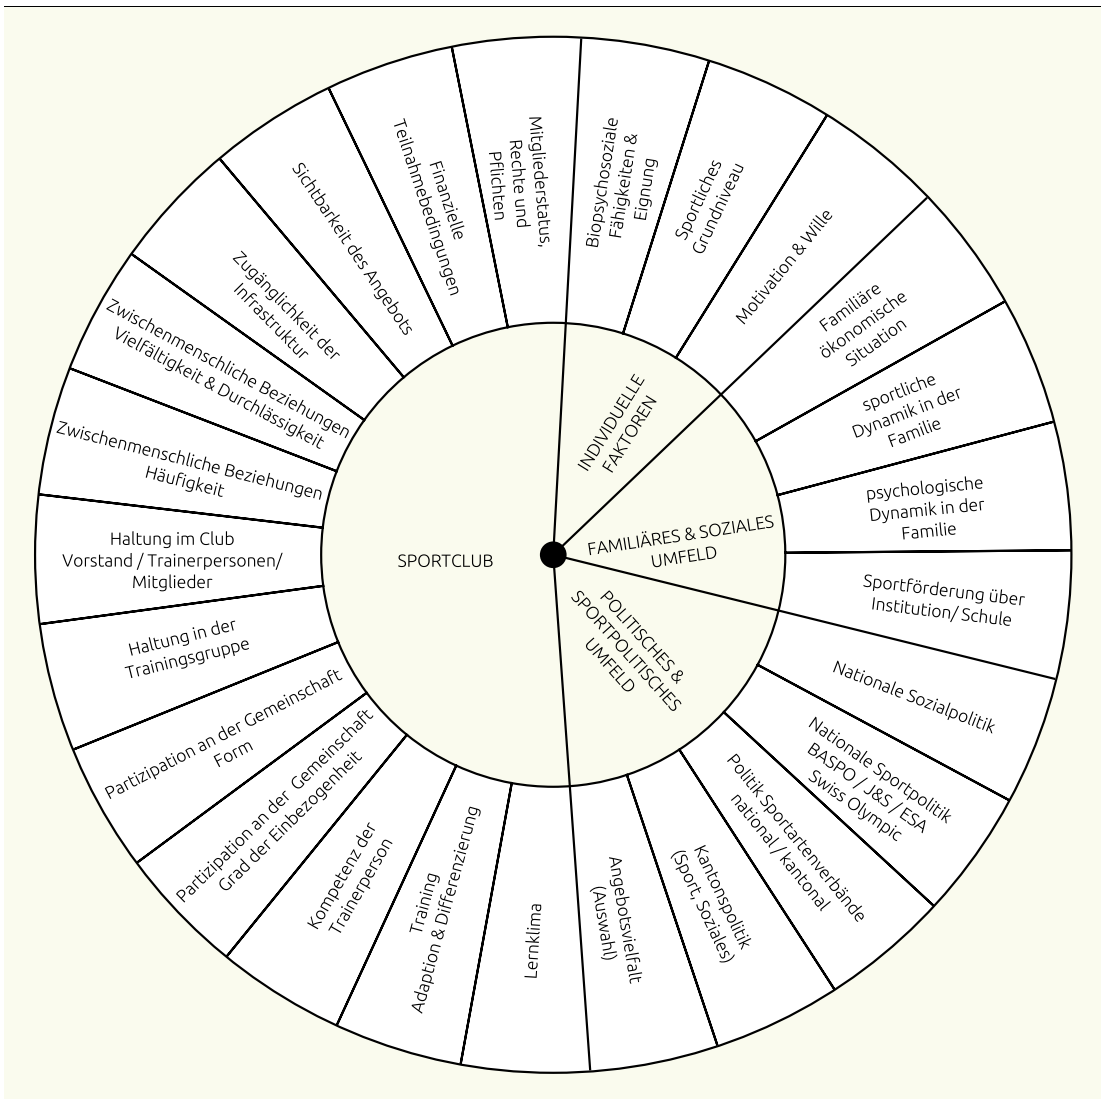 INDIVIDUELLE
FAKTOREN
Biopsychosoziale
Fähigkeiten &
Eignung
Sportliches
Grundniveau
Motivation & Wille
FAMILIÄRES & SOZIALES
UMFELD
Familiäre
ökonomische
Situation
sportliche
Dynamik in der
Familie
psychologische
Dynamik in der
Familie
Sportförderung über
Institution/ Schule
POLITISCHES &
SPORTPOLITISCHES
UMFELD
Nationale Sozialpolitik
Nationale Sportpolitik
BASPO / J&S / ESA
Swiss Olympic
Politik Sportartenverbände
national / kantonal
Kantonspolitik
(Sport, Soziales)
Angebotsvielfalt
(Auswahl)
SPORTCLUB
Lernklima
Training
Adaption & Differenzierung
Kompetenz der
Trainerperson
Partizipation an der Gemeinschaft
Grad der Einbezogenheit
Partizipation an der Gemeinschaft
Form
Haltung in der
Trainingsgruppe
Haltung im Club
Vorstand / Trainerpersonen/
Mitglieder
Zwischenmenschliche Beziehungen
Häufigkeit
Zwischenmenschliche Beziehungen
Vielfältigkeit & Durchlässigkeit
Zugänglichkeit der
Infrastruktur
Sichtbarkeit des Angebots
Finanzielle
Teilnahmebedingungen
Mitgliederstatus,
Rechte und
Pflichten